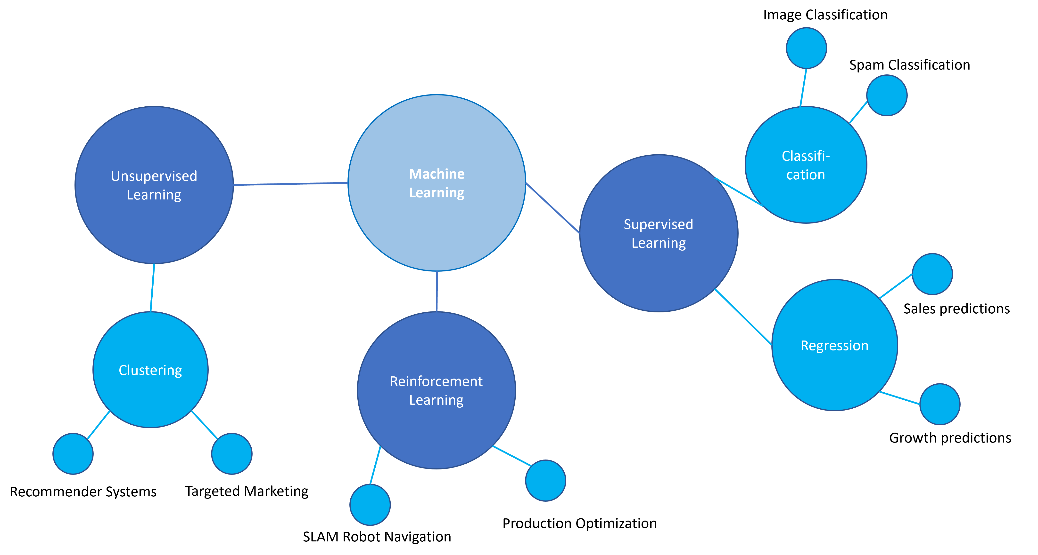 Image Classification
Spam Classification
Classifi-
cation
Unsupervised
Learning
Machine
Learning
Supervised
Learning
Sales predictions
Regression
Clustering
Reinforcement
Learning
Growth predictions
Recommender Systems
Targeted Marketing
Production Optimization
SLAM Robot Navigation